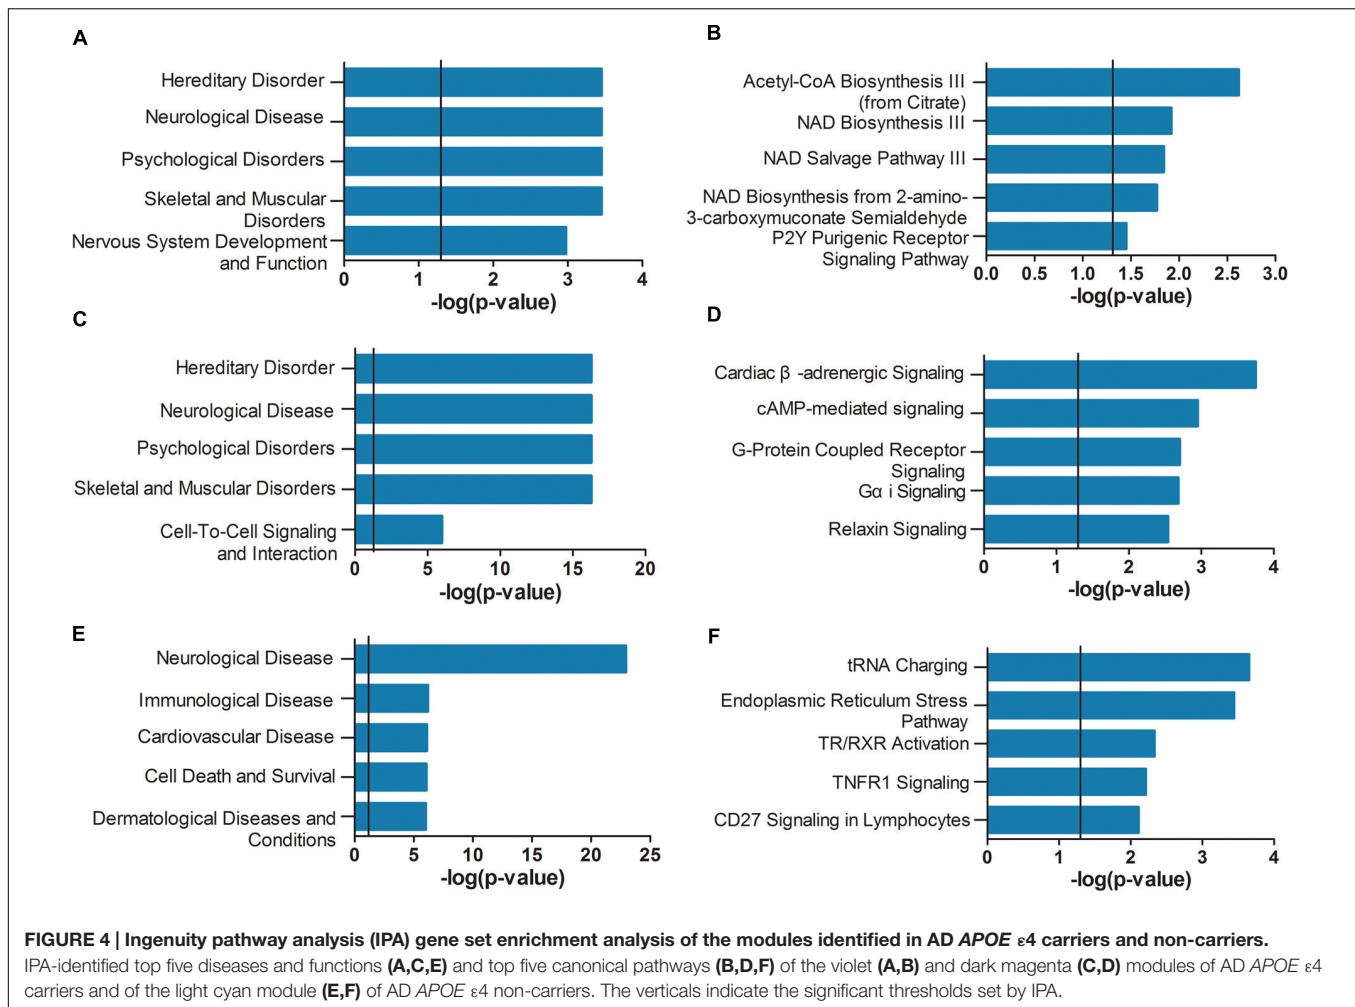 A
Hereditary Disorder
Neurological Disease
Psychological Disorders
Skeletal and Muscular
Disorders
Nervous System Development
and Function
0 1 2 3 4
-log(p-value)
B
Acetyl-CoA Biosynthesis III
(from Citrate)
NAD Biosynthesis III
NAD Salvage Pathway III
NAD Biosynthesis from 2-amino-
3-carboxymuconate Semialdehyde
P2Y Purigenic Receptor
Signaling Pathway
0.0 0.5 1.0 1.5 2.0 2.5 3.0
-log(p-value)
C
Hereditary Disorder
Neurological Disease
Psychological Disorders
Skeletal and Muscular Disorders
Cell-To-Cell Signaling
and Interaction
0 5 10 15 20
-log(p-value)
D
Cardiac β -adrenergic Signaling
cAMP-mediated signaling
G-Protein Coupled Receptor
Signaling
Gα i Signaling
Relaxin Signaling
0 1 2 3 4
-log(p-value)
E
Neurological Disease
Immunological Disease
Cardiovascular Disease
Cell Death and Survival
Dermatological Diseases and
Conditions
0 5 10 15 20 25
-log(p-value)
F
tRNA Charging
Endoplasmic Reticulum Stress
Pathway
TR/RXR Activation
TNFR1 Signaling
CD27 Signaling in Lymphocytes
0 1 2 3 4
-log(p-value)
FIGURE 4 | Ingenuity pathway analysis (IPA) gene set enrichment analysis of the modules identified in AD APOE ε4 carriers and non-carriers.
IPA-identified top five diseases and functions (A,C,E) and top five canonical pathways (B,D,F) of the violet (A,B) and dark magenta (C,D) modules of AD APOE ε4
carriers and of the light cyan module (E,F) of AD APOE ε4 non-carriers. The verticals indicate the significant thresholds set by IPA.